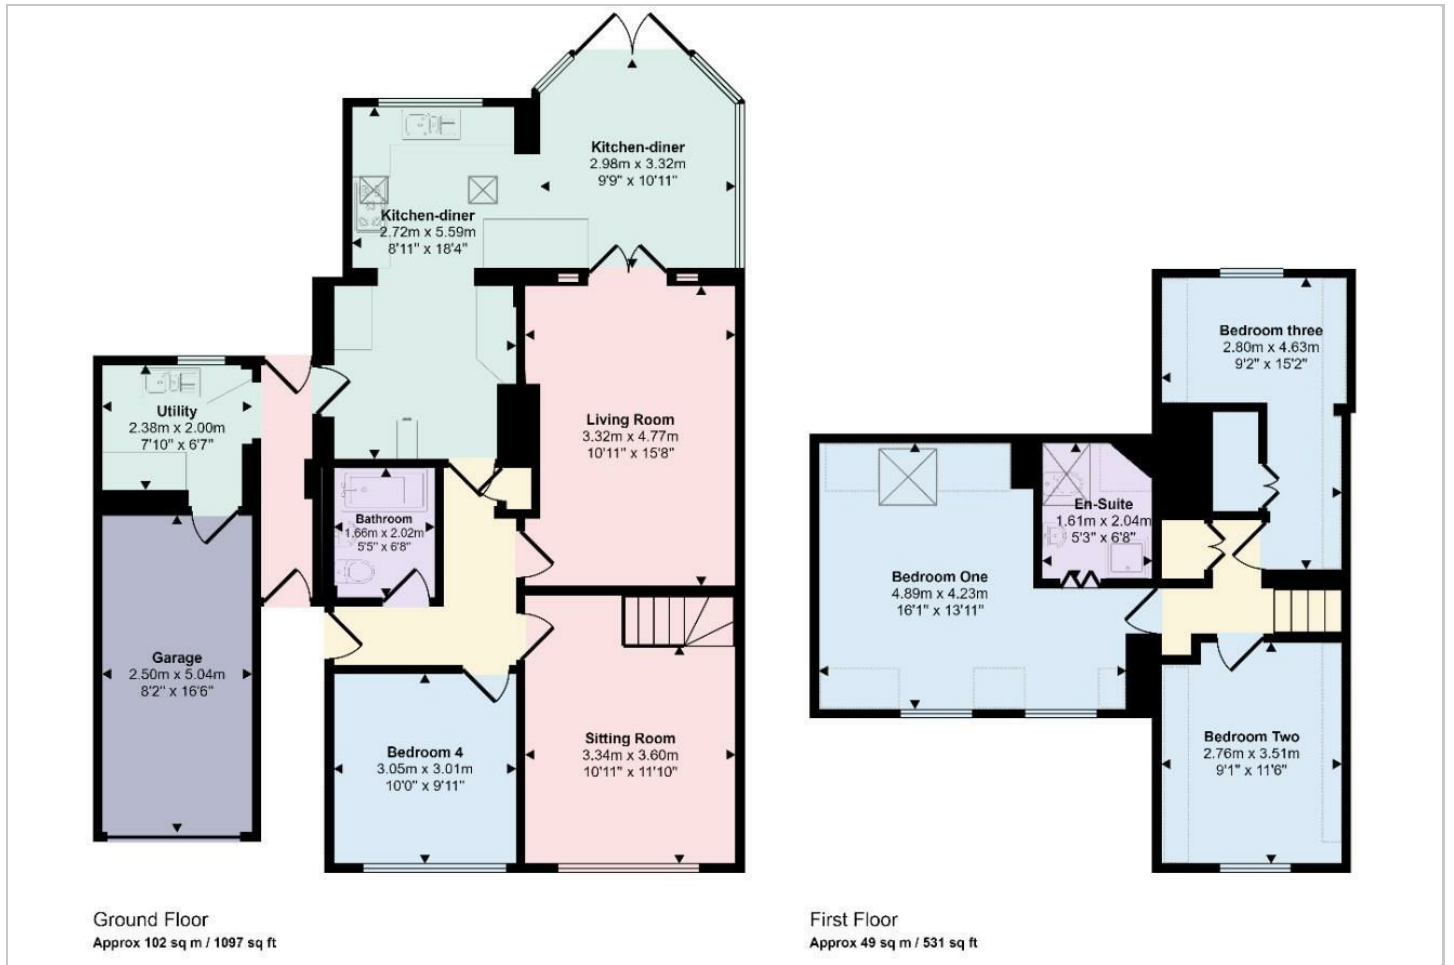 Kitchen-diner
2.98m x 3.32m
9'9" x 10'11"
Kitchen-diner
2.72m x 5.59m
8'11" x 18'4"
Utility
2.38m x 2.00m
7'10" x 6'7"
Living Room
3.32m x 4.77m
10'11" x 15'8"
Bathroom
1.66m x 2.02m
5'5" x 6'8"
Garage
2.50m x 5.04m
8'2" x 16'6"
Bedroom 4
3.05m x 3.01m
10'0" x 9'11"
Sitting Room
3.34m x 3.60m
10'11" x 11'10"
Ground Floor
Approx 102 sq m / 1097 sq ft
Bedroom three
2.80m x 4.63m
9'2" x 15'2"
En-Suite
1.61m x 2.04m
5'3" x 6'8"
Bedroom One
4.89m x 4.23m
16'1" x 13'11"
Bedroom Two
2.76m x 3.51m
9'1" x 11'6"
First Floor
Approx 49 sq m / 531 sq ft